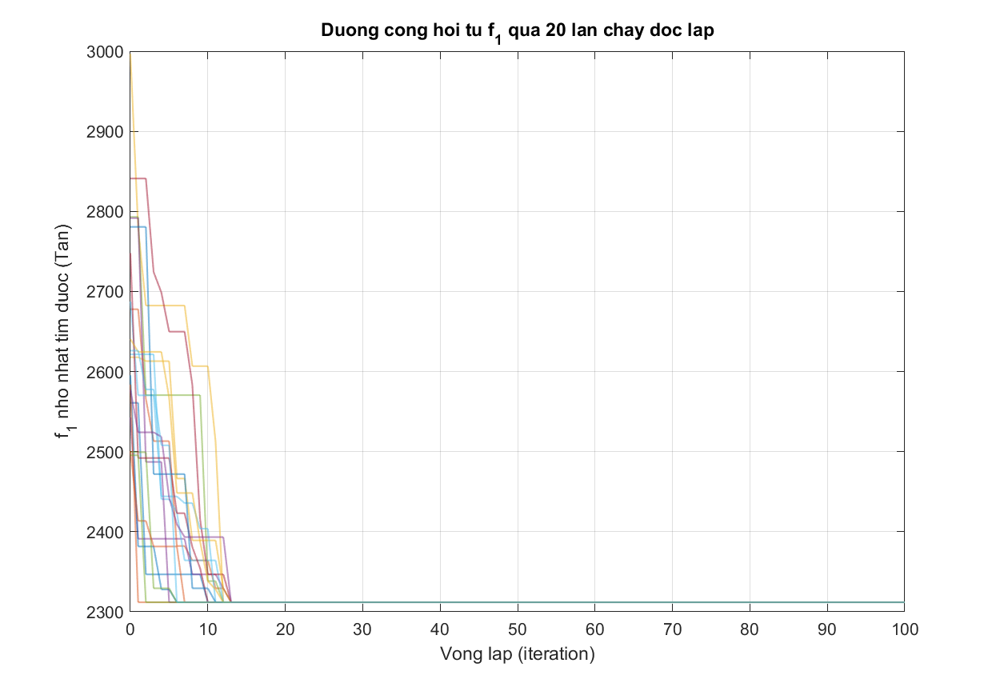 Duong cong hoi tu f₁ qua 20 lan chay doc lap
3000
2900
2800
2700
2600
2500
2400
2300
f₁ nho nhat tim duoc (Tan)
0 10 20 30 40 50 60 70 80 90 100
Vong lap (iteration)